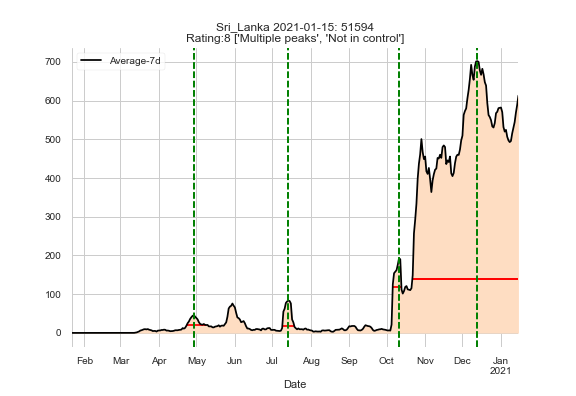 Sri_Lanka 2021-01-15: 51594
Rating:8 ['Multiple peaks', 'Not in control']
Average-7d
700
600
500
400
300
200
100
0
Feb Mar Apr May Jun Jul Aug Sep Oct Nov Dec Jan
2021
Date